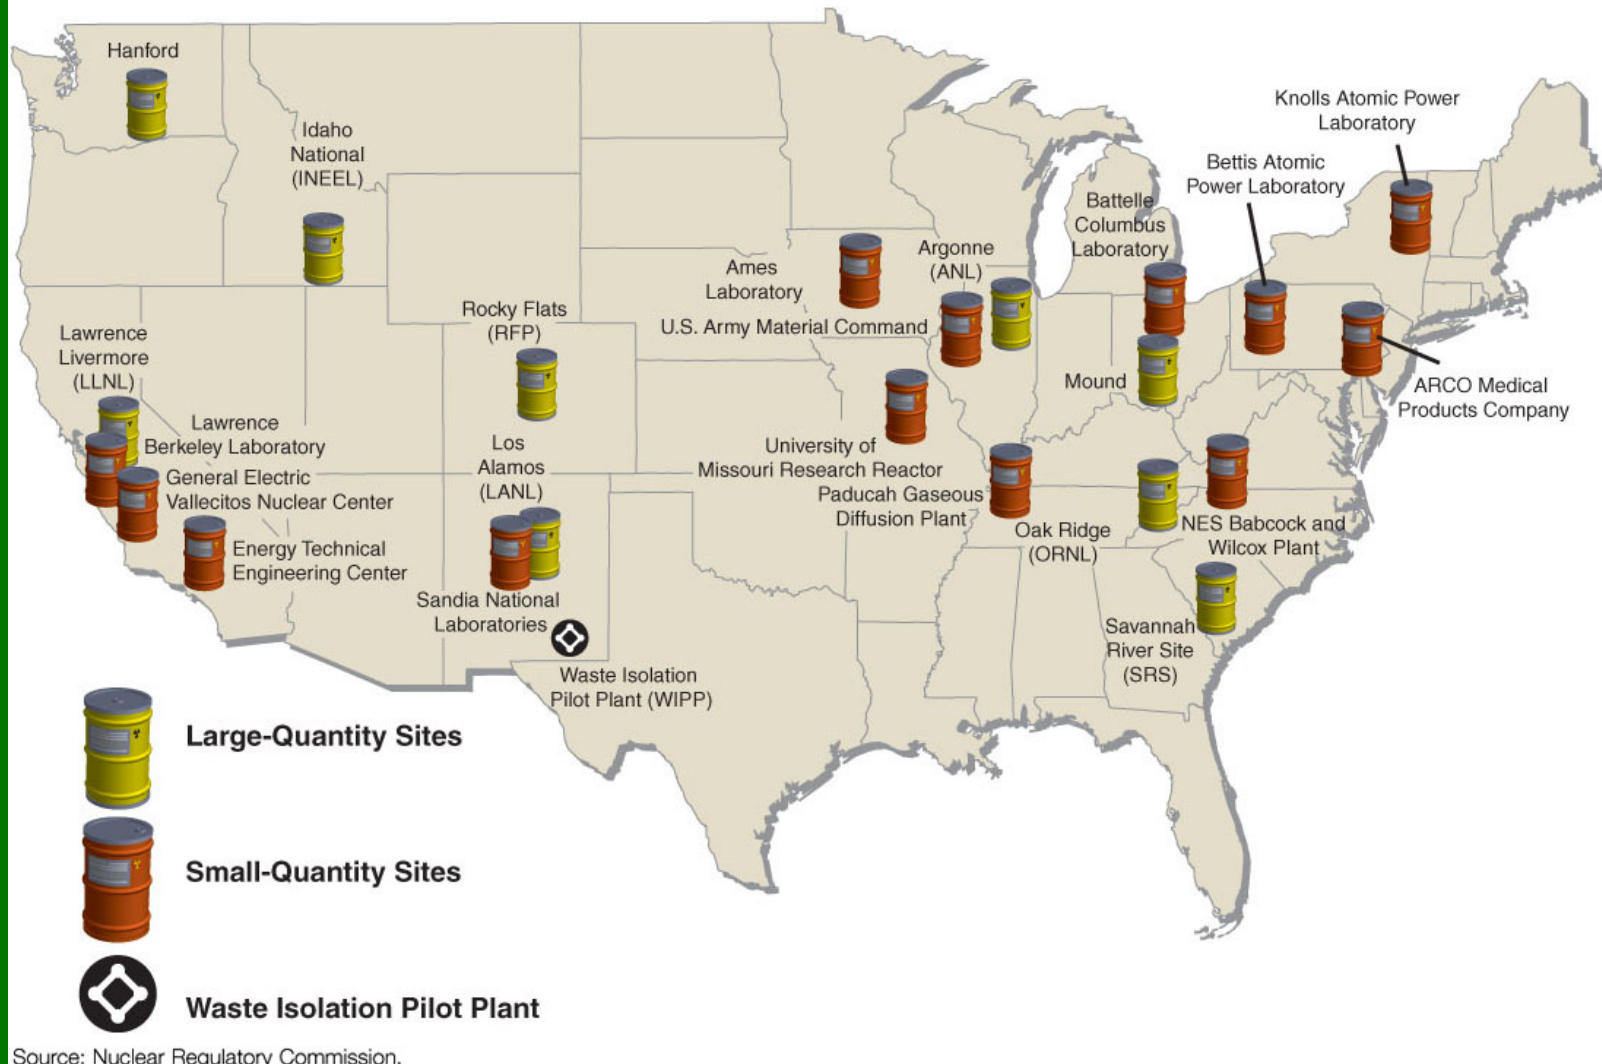 Hanford
Idaho
National
(INEEL)
Knolls Atomic Power
Laboratory
Bettis Atomic
Power Laboratory
Battelle
Columbus
Laboratory
Argonne
(ANL)
Ames
Laboratory
U.S. Army Material Command
Rocky Flats
(RFP)
Lawrence
Livermore
(LLNL)
Mound
ARCO Medical
Products Company
Lawrence
Berkeley Laboratory
General Electric
Vallecitos Nuclear Center
Los
Alamos
(LANL)
University of
Missouri Research Reactor
Paducah Gaseous
Diffusion Plant
Oak Ridge
(ORNL)
NES Babcock and
Wilcox Plant
Energy Technical
Engineering Center
Sandia National
Laboratories
Savannah
River Site
(SRS)
Waste Isolation
Pilot Plant (WIPP)
Large-Quantity Sites
Small-Quantity Sites
Waste Isolation Pilot Plant
Source: Nuclear Regulatory Commission.